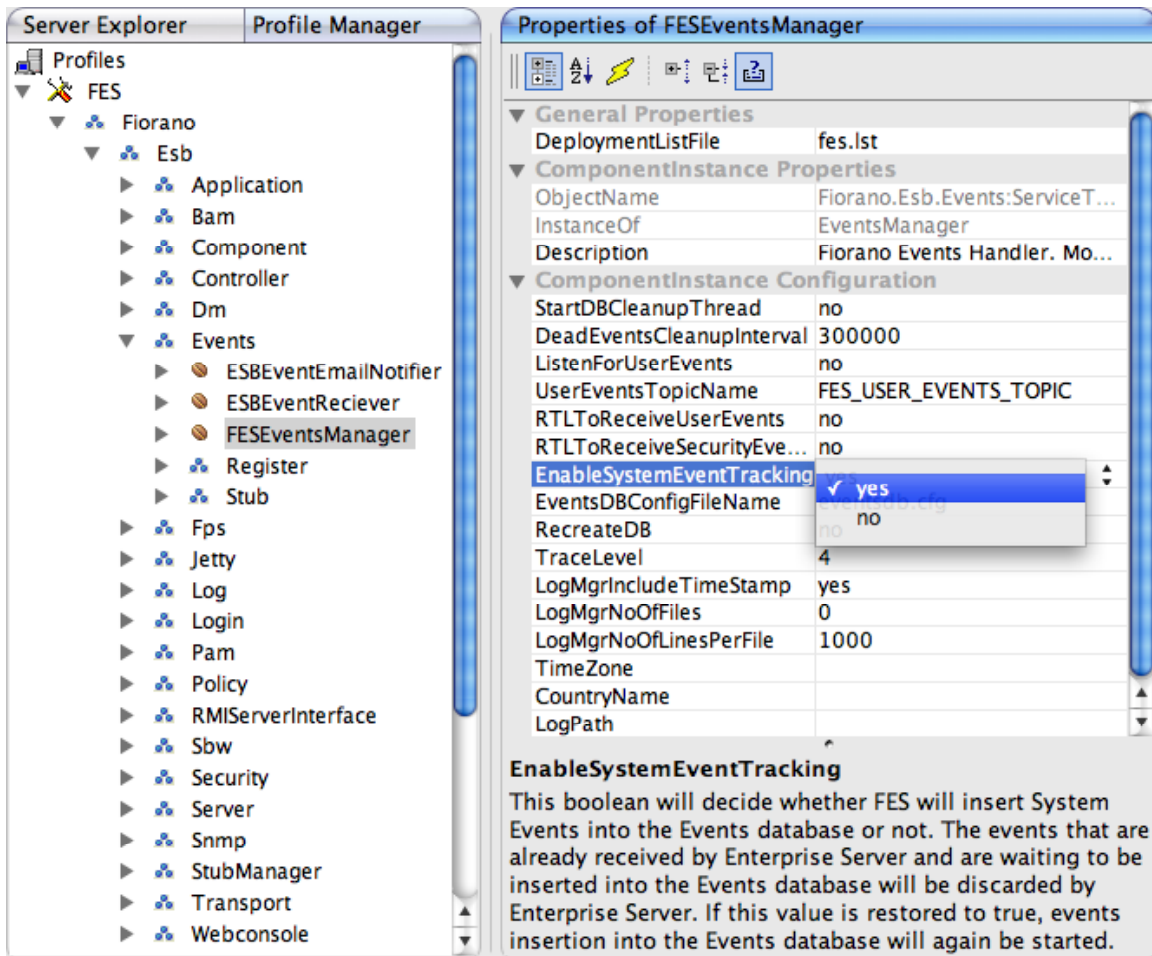 Server Explorer
Profile Manager
Profiles
FES
Fiorano
Esb
Application
Bam
Component
Controller
Dm
Events
ESBEventEmailNotifier
ESBEventReciever
FESEventsManager
Register
Stub
Fps
Jetty
Log
Login
Pam
Policy
RMIServerInterface
Sbw
Security
Server
Snmp
StubManager
Transport
Webconsole
Properties of FESEventsManager
General Properties
DeploymentListFile fes.lst
ComponentInstance Properties
ObjectName Fiorano.Esb.Events:ServiceT...
InstanceOf EventsManager
Description Fiorano Events Handler. Mo...
ComponentInstance Configuration
StartDBCleanupThread no
DeadEventsCleanupInterval 300000
ListenForUserEvents no
UserEventsTopicName FES_USER_EVENTS_TOPIC
RTLToReceiveUserEvents no
RTLToReceiveSecurityEve... no
EnableSystemEventTracking yes
yes
no
EventsDBConfigFileName eventsdb.cfg
RecreateDB no
TraceLevel 4
LogMgrIncludeTimeStamp yes
LogMgrNoOfFiles 0
LogMgrNoOfLinesPerFile 1000
TimeZone
CountryName
LogPath
EnableSystemEventTracking
This boolean will decide whether FES will insert System
Events into the Events database or not. The events that are
already received by Enterprise Server and are waiting to be
inserted into the Events database will be discarded by
Enterprise Server. If this value is restored to true, events
insertion into the Events database will again be started.